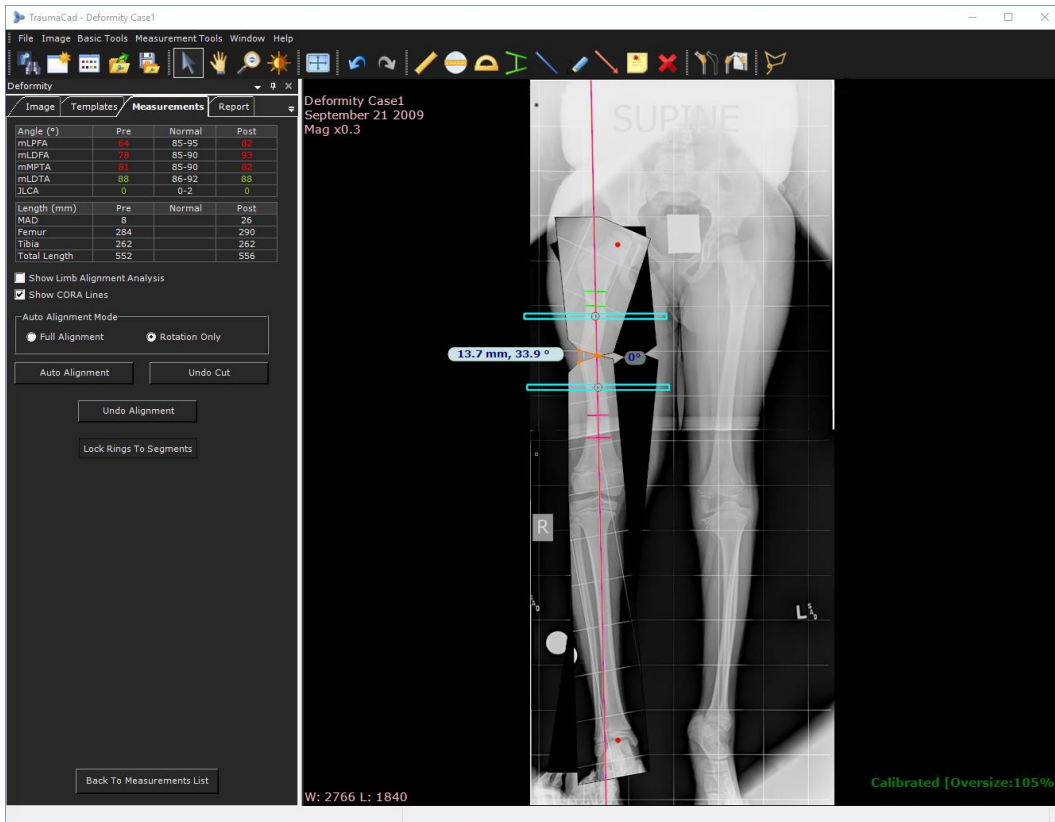 TraumaCad - Deformity Case1
File Image Basic Tools Measurement Tools Window Help
Deformity
Image Templates Measurements Report
Angle (°) Pre Normal Post
mLPFA 64 85-95 82
mLDFA 78 85-90 93
mMPTA 81 85-90 82
mLDTA 88 86-92 88
JLCA 0 0-2 0
Length (mm) Pre Normal Post
MAD 8 26
Femur 284 290
Tibia 262 262
Total Length 552 556
Show Limb Alignment Analysis
Show CORA Lines
Auto Alignment Mode
Full Alignment Rotation Only
Auto Alignment Undo Cut
Undo Alignment
Lock Rings To Segments
Back To Measurements List
Deformity Case1
September 21 2009
Mag x0.3
SUPINE
13.7 mm, 33.9 °
0°
R
L
W: 2766 L: 1840
Calibrated [Oversize:105%